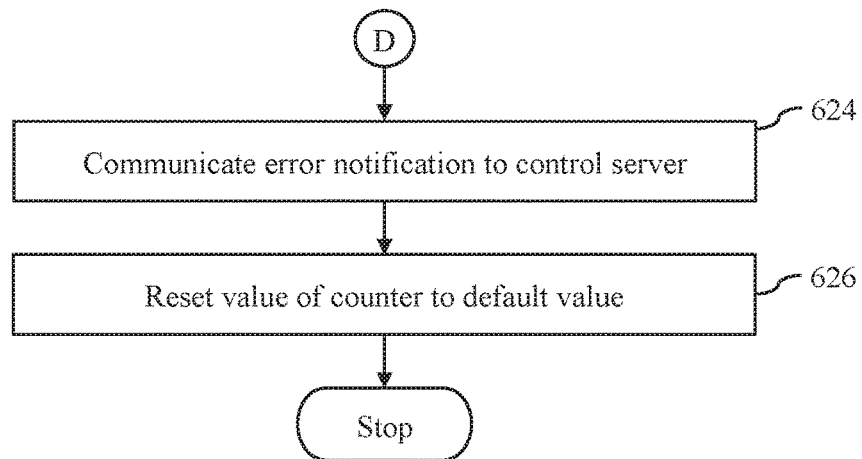 D
624
Communicate error notification to control server
626
Reset value of counter to default value
Stop